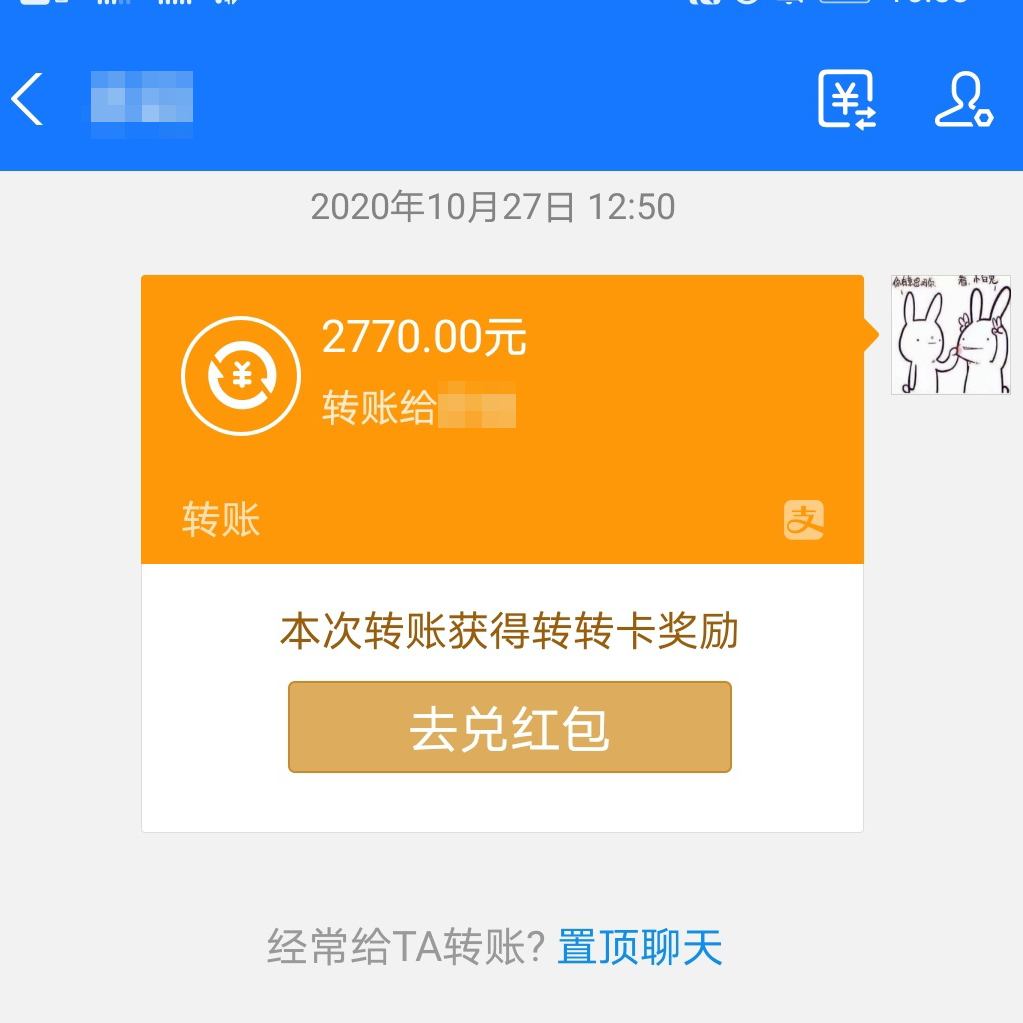 2020年10月27日 12:50
2770.00元
转账给
转账
支
本次转账获得转转卡奖励
去兑红包
经常给TA转账? 置顶聊天